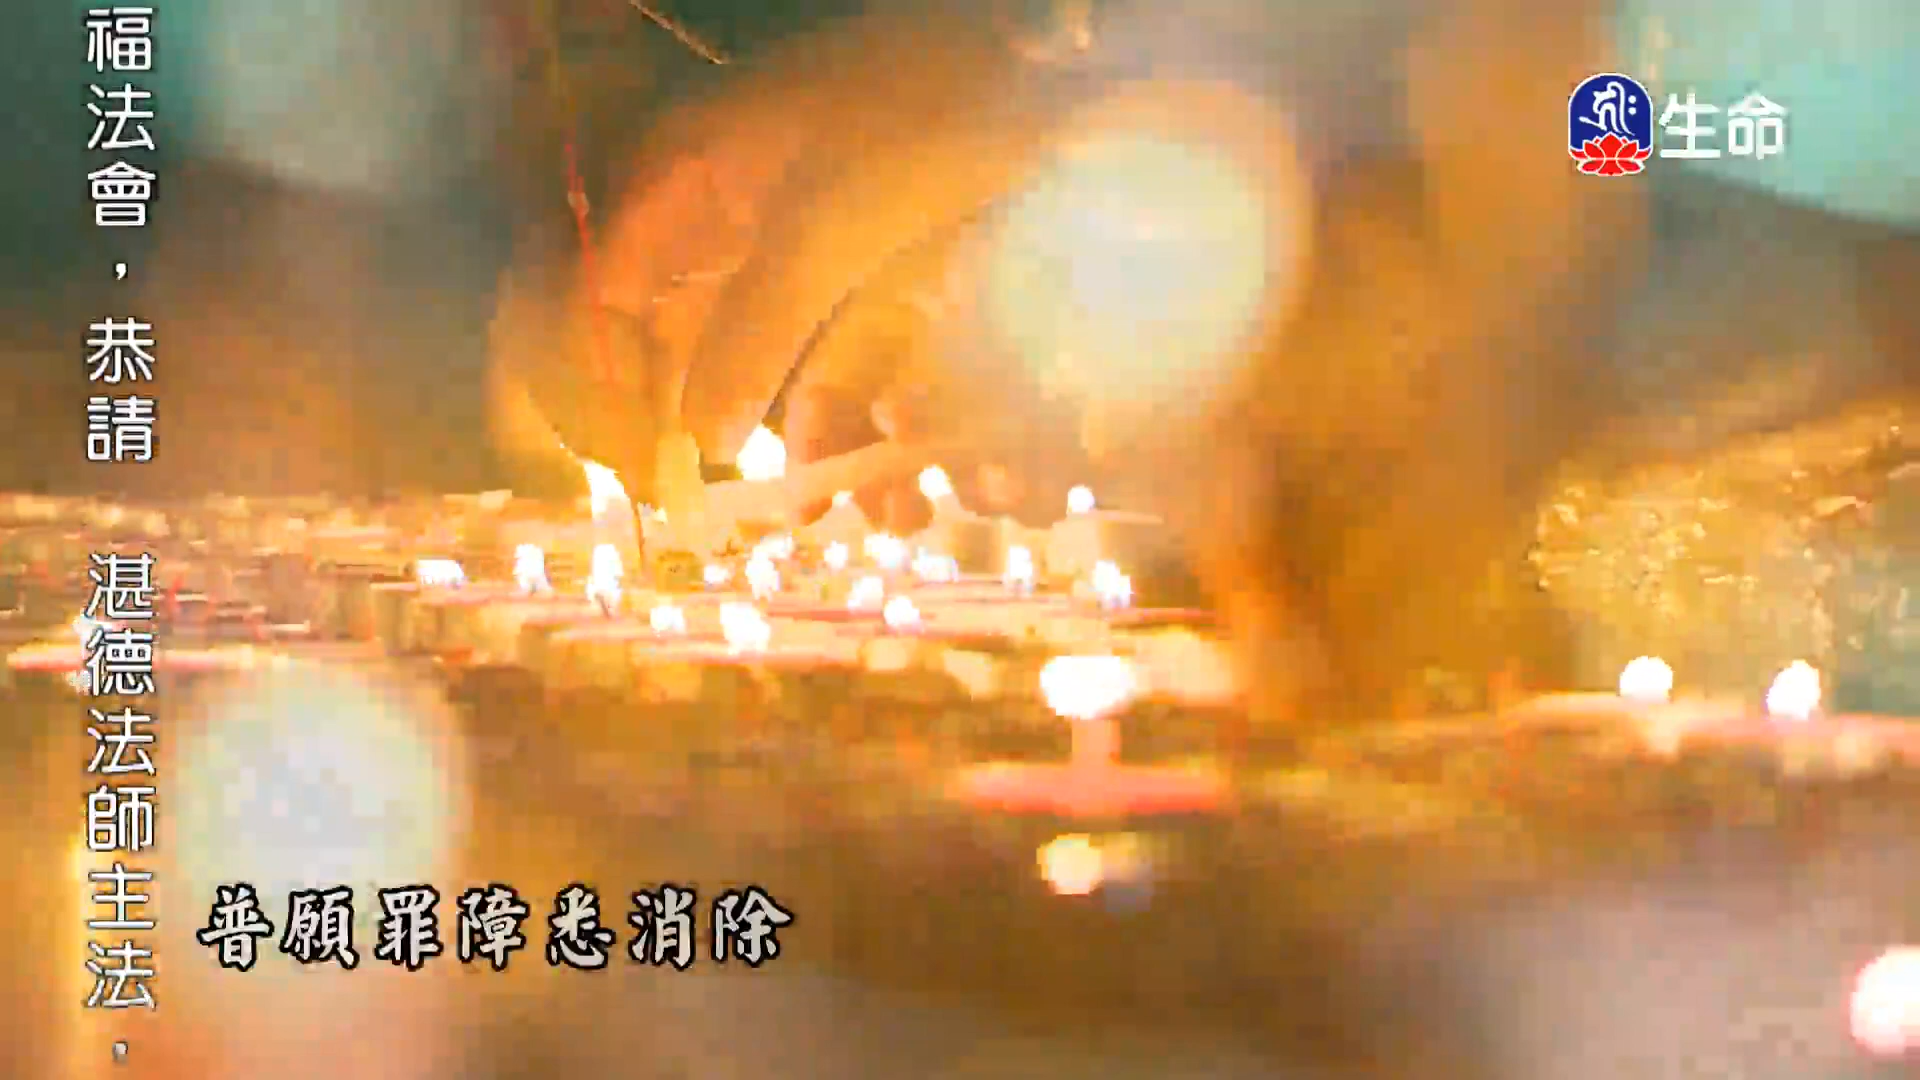 福法會，恭請　湛德法師主法，
生命
普願罪障悉消除